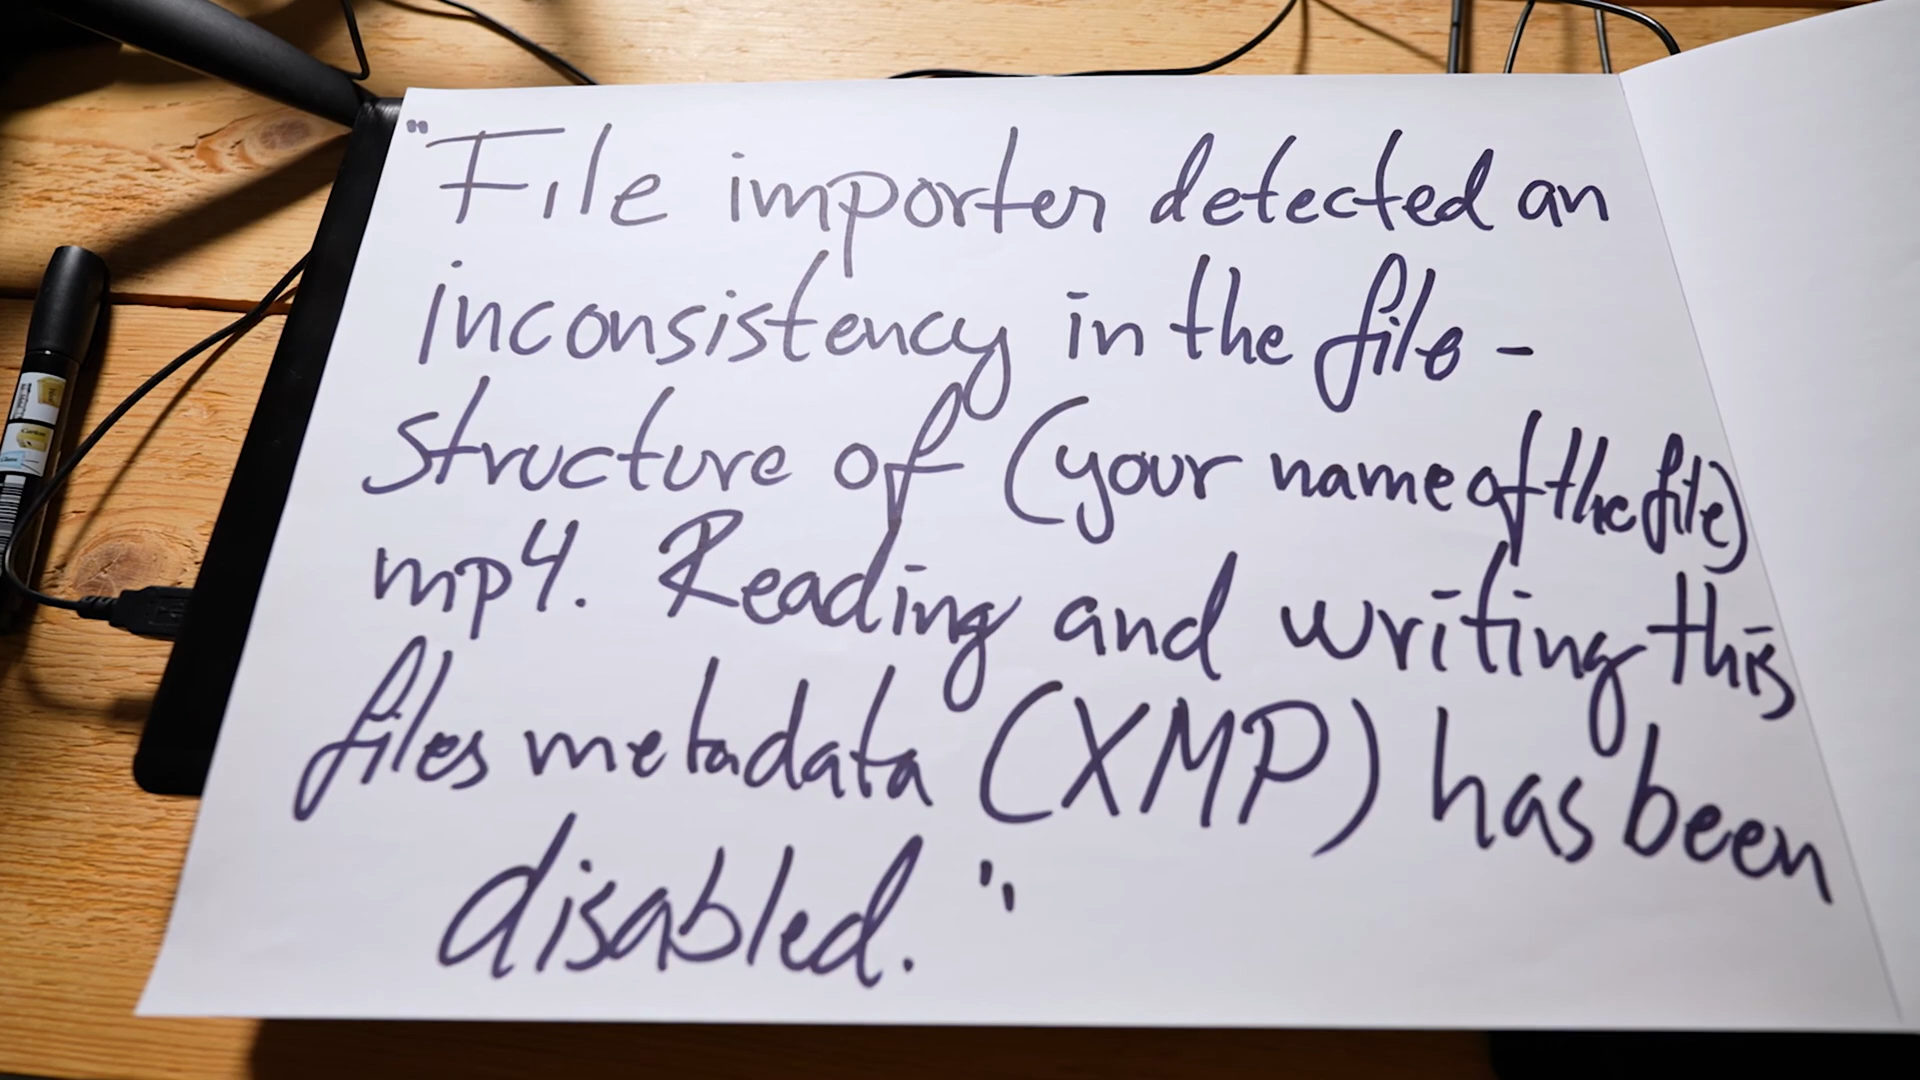 "File importer detected an
inconsistency in the file-
structure of (your name of the file)
mp4. Reading and writing this
files metadata (XMP) has been
disabled."